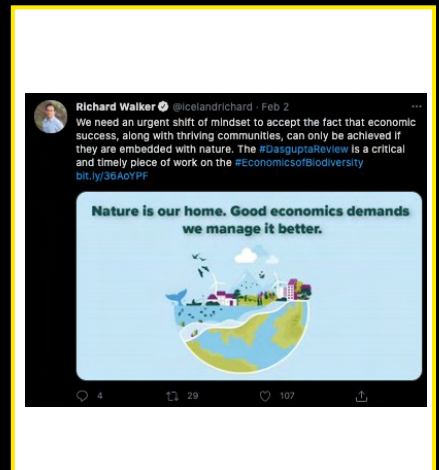 Richard Walker @icelandrichard · Feb 2
We need an urgent shift of mindset to accept the fact that economic
success, along with thriving communities, can only be achieved if
they are embedded with nature. The #DasguptaReview is a critical
and timely piece of work on the #EconomicsofBiodiversity
bit.ly/36AoYPF
Nature is our home. Good economics demands
we manage it better.
4 29 107